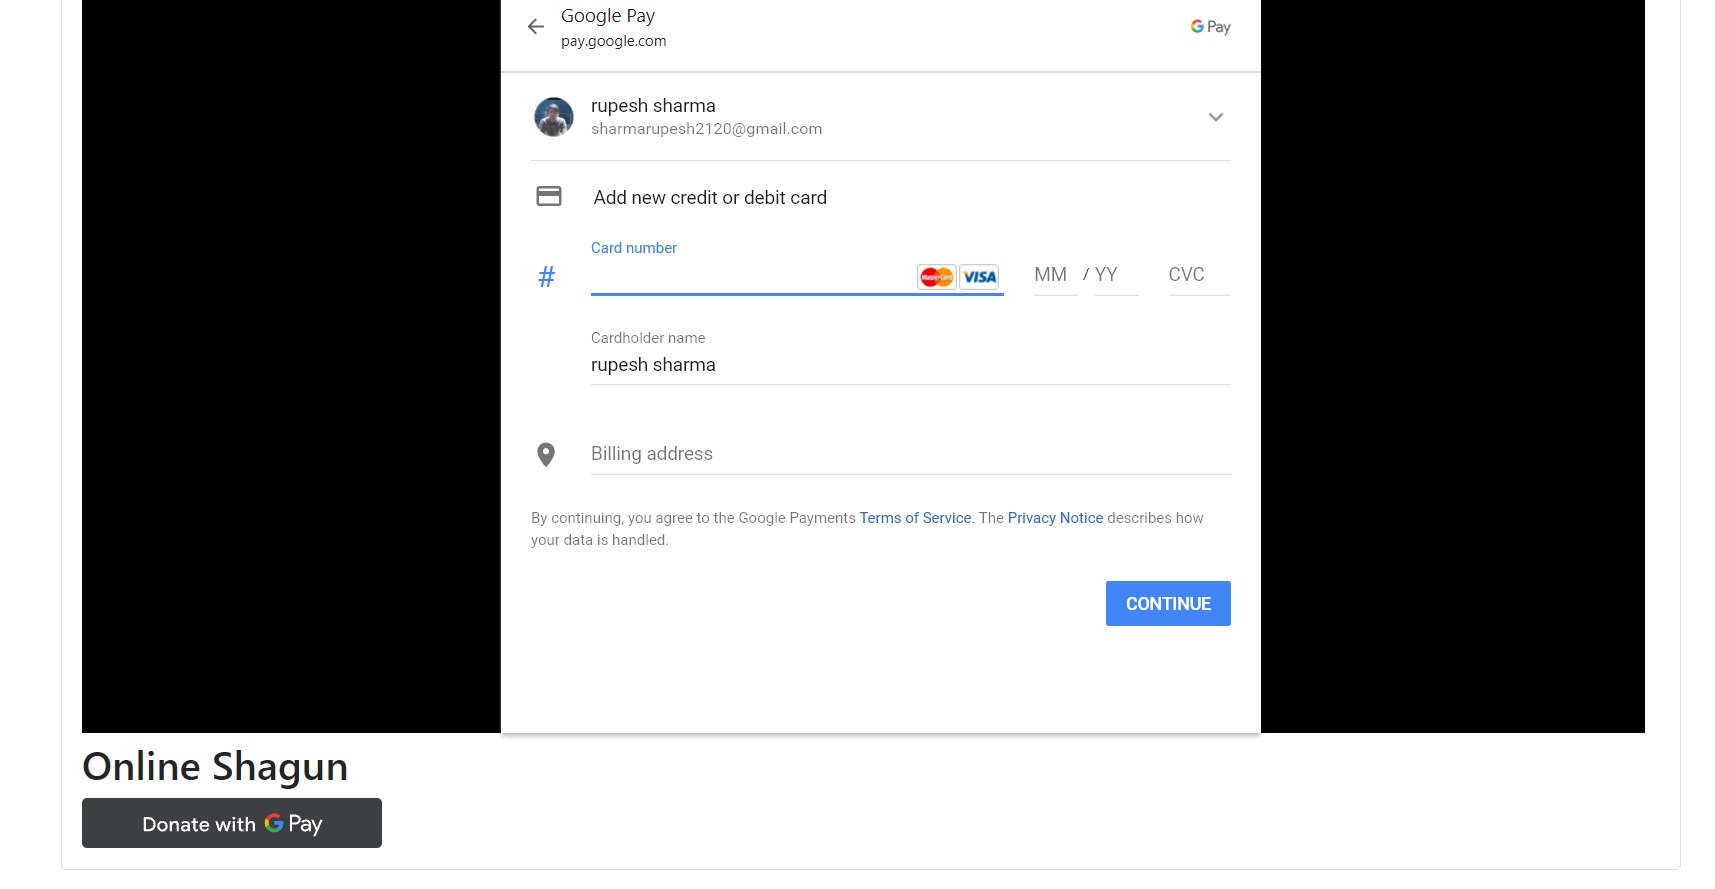 Google Pay
pay.google.com
G Pay
rupesh sharma
sharmarupesh2120@gmail.com
Add new credit or debit card
Card number
# MasterCard VISA MM / YY CVC
Cardholder name
rupesh sharma
Billing address
By continuing, you agree to the Google Payments Terms of Service. The Privacy Notice describes how
your data is handled.
CONTINUE
Online Shagun
Donate with G Pay